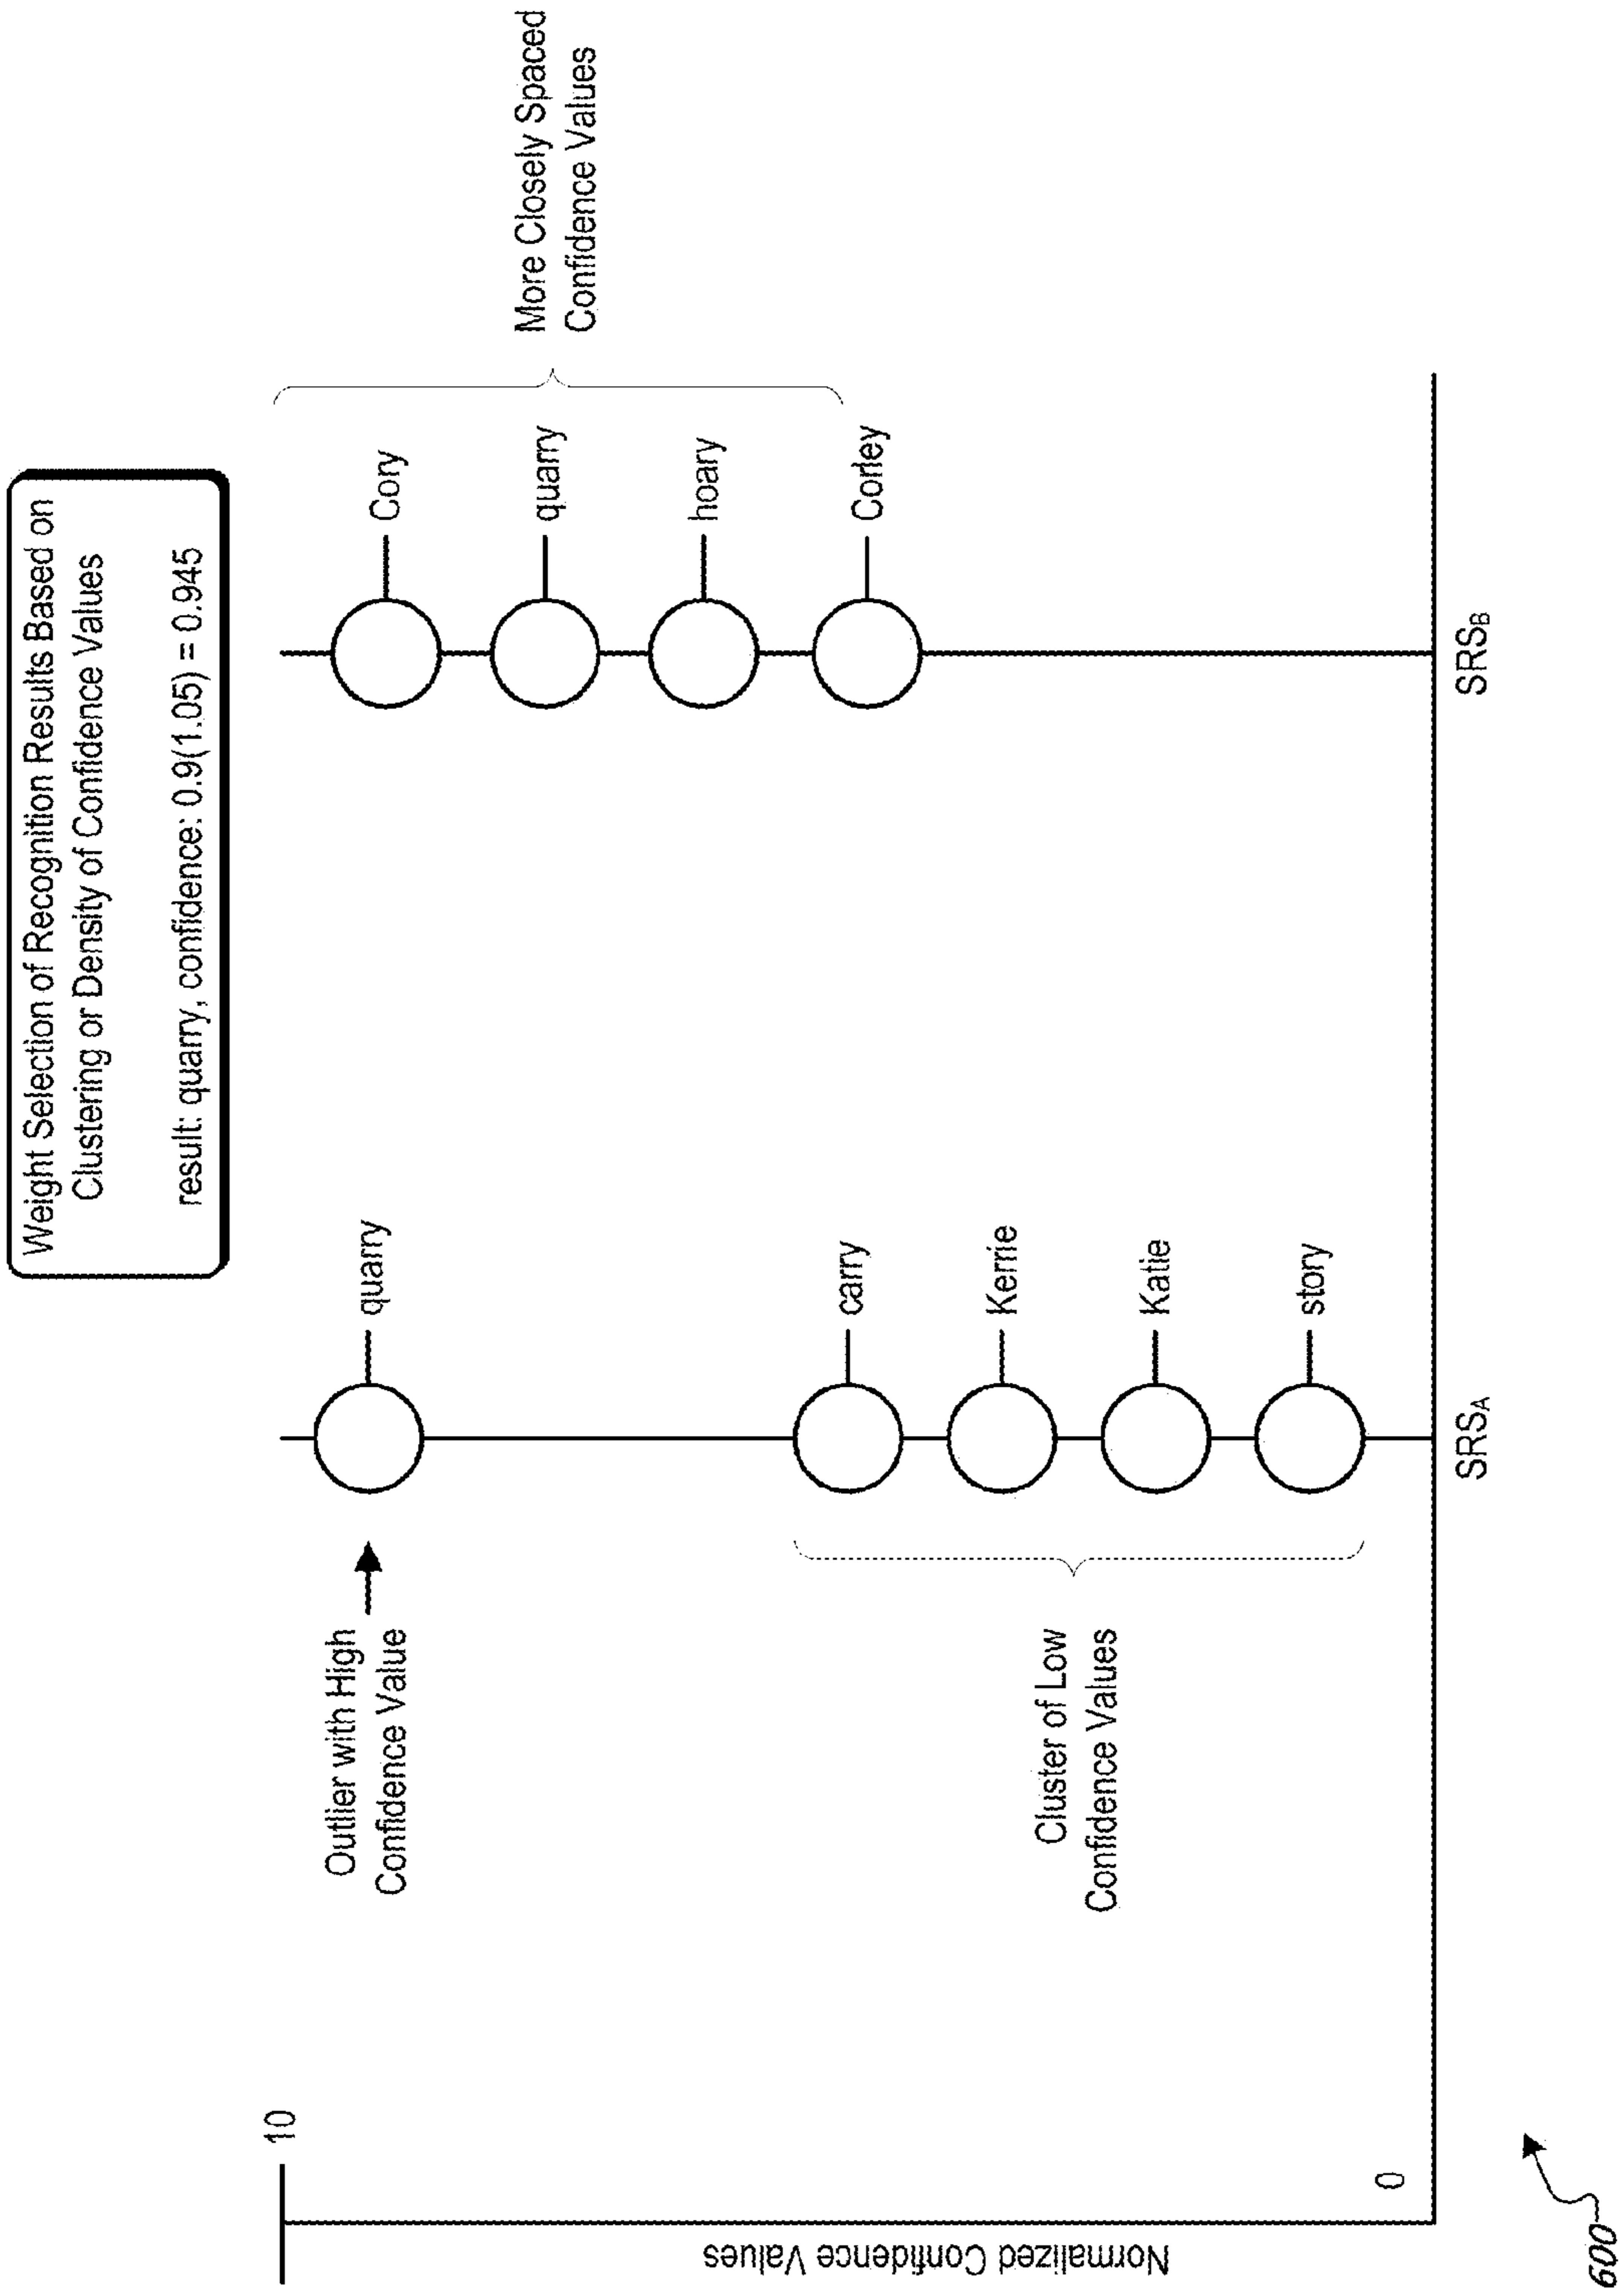 Weight Selection of Recognition Results Based on
Clustering or Density of Confidence Values
result: quarry, confidence: 0.9(1.05) = 0.945
10
Normalized Confidence Values
0
Outlier with High
Confidence Value
quarry
Cluster of Low
Confidence Values
carry
Kerrie
Katie
story
SRSA
Cory
quarry
hoary
Corley
More Closely Spaced
Confidence Values
SRSB
600